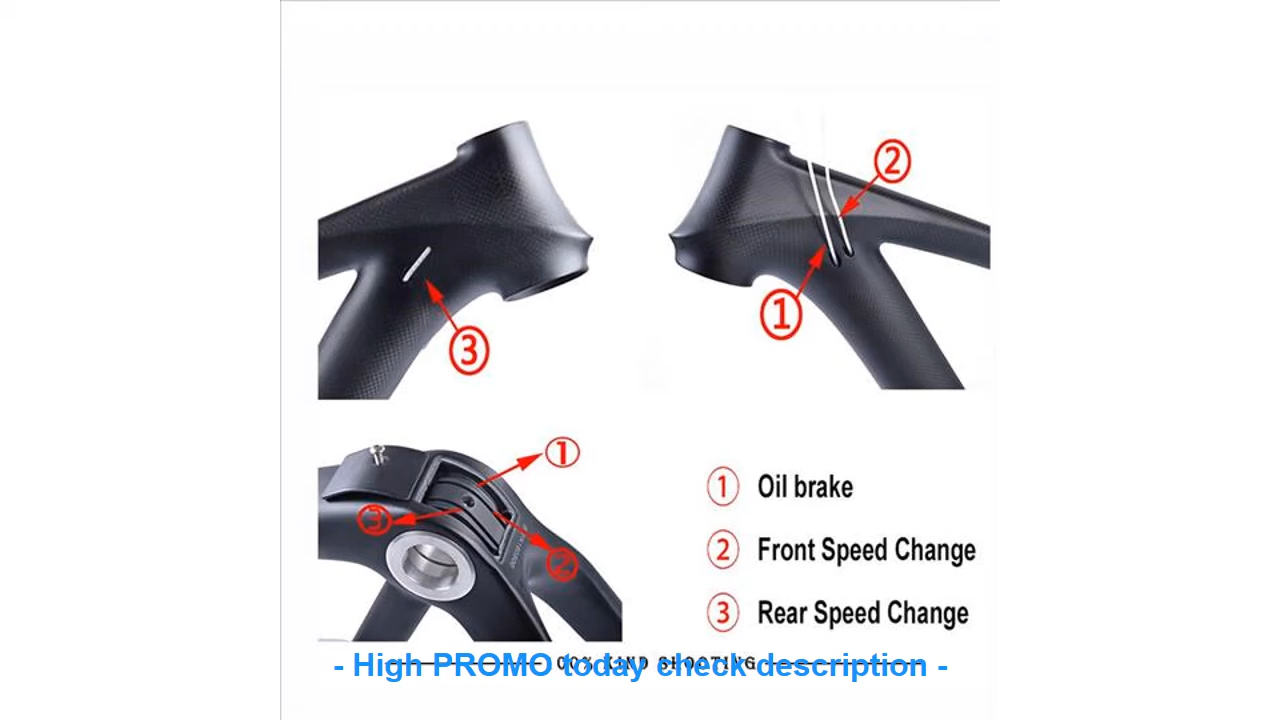 ②
①
③
①
③
②
① Oil brake
② Front Speed Change
③ Rear Speed Change
- High PROMO today check description -